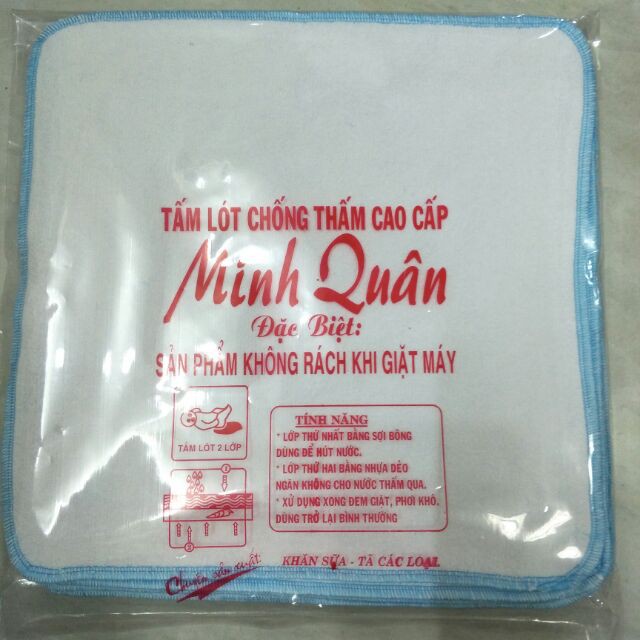 TẤM LÓT CHỐNG THẤM CAO CẤP
Minh Quân
Đặc Biệt:
SẢN PHẨM KHÔNG RÁCH KHI GIẶT MÁY
TẤM LÓT 2 LỚP
TÍNH NĂNG
* LỚP THỨ NHẤT BẰNG SỢI BÔNG
DÙNG ĐỂ HÚT NƯỚC.
* LỚP THỨ HAI BẰNG NHỰA DẺO
NGĂN KHÔNG CHO NƯỚC THẤM QUA.
* XỬ DỤNG XONG ĐEM GIẶT, PHƠI KHÔ.
DÙNG TRỞ LẠI BÌNH THƯỜNG
Chuyên sản xuất:
KHĂN SỮA - TÃ CÁC LOẠI